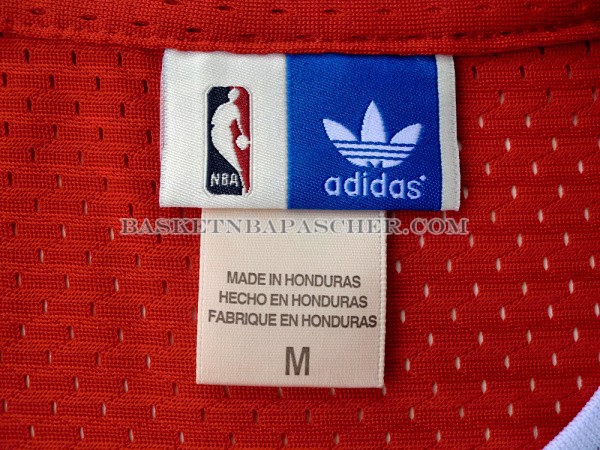 NBA
adidas
BASKETNBAPASCHER.COM
MADE IN HONDURAS
HECHO EN HONDURAS
FABRIQUE EN HONDURAS
M